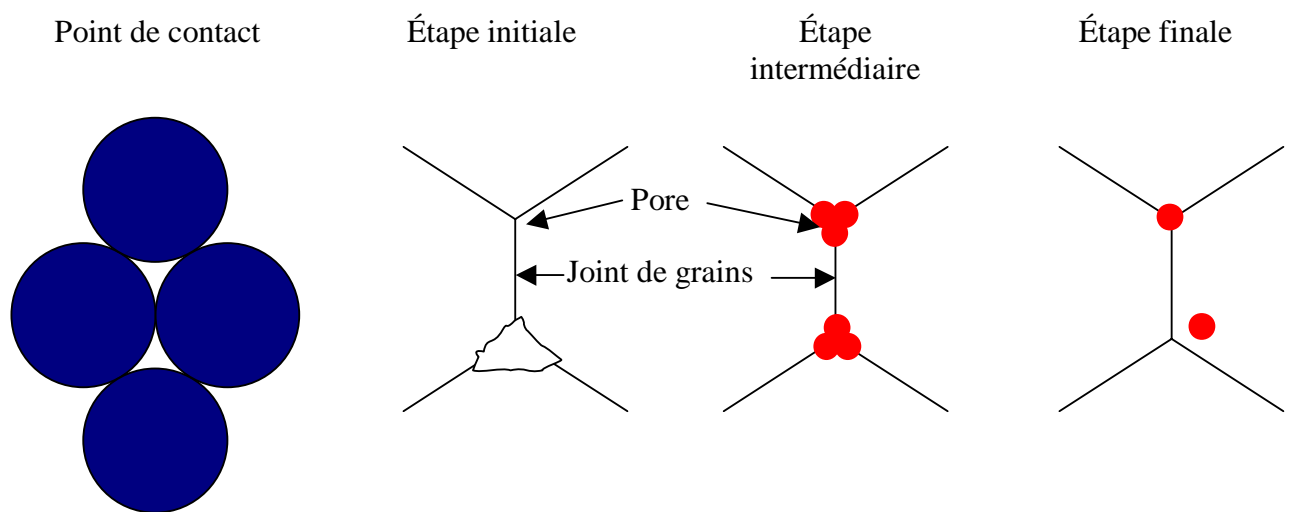 Point de contact
Étape initiale
Étape
intermédiaire
Étape finale
Pore
Joint de grains